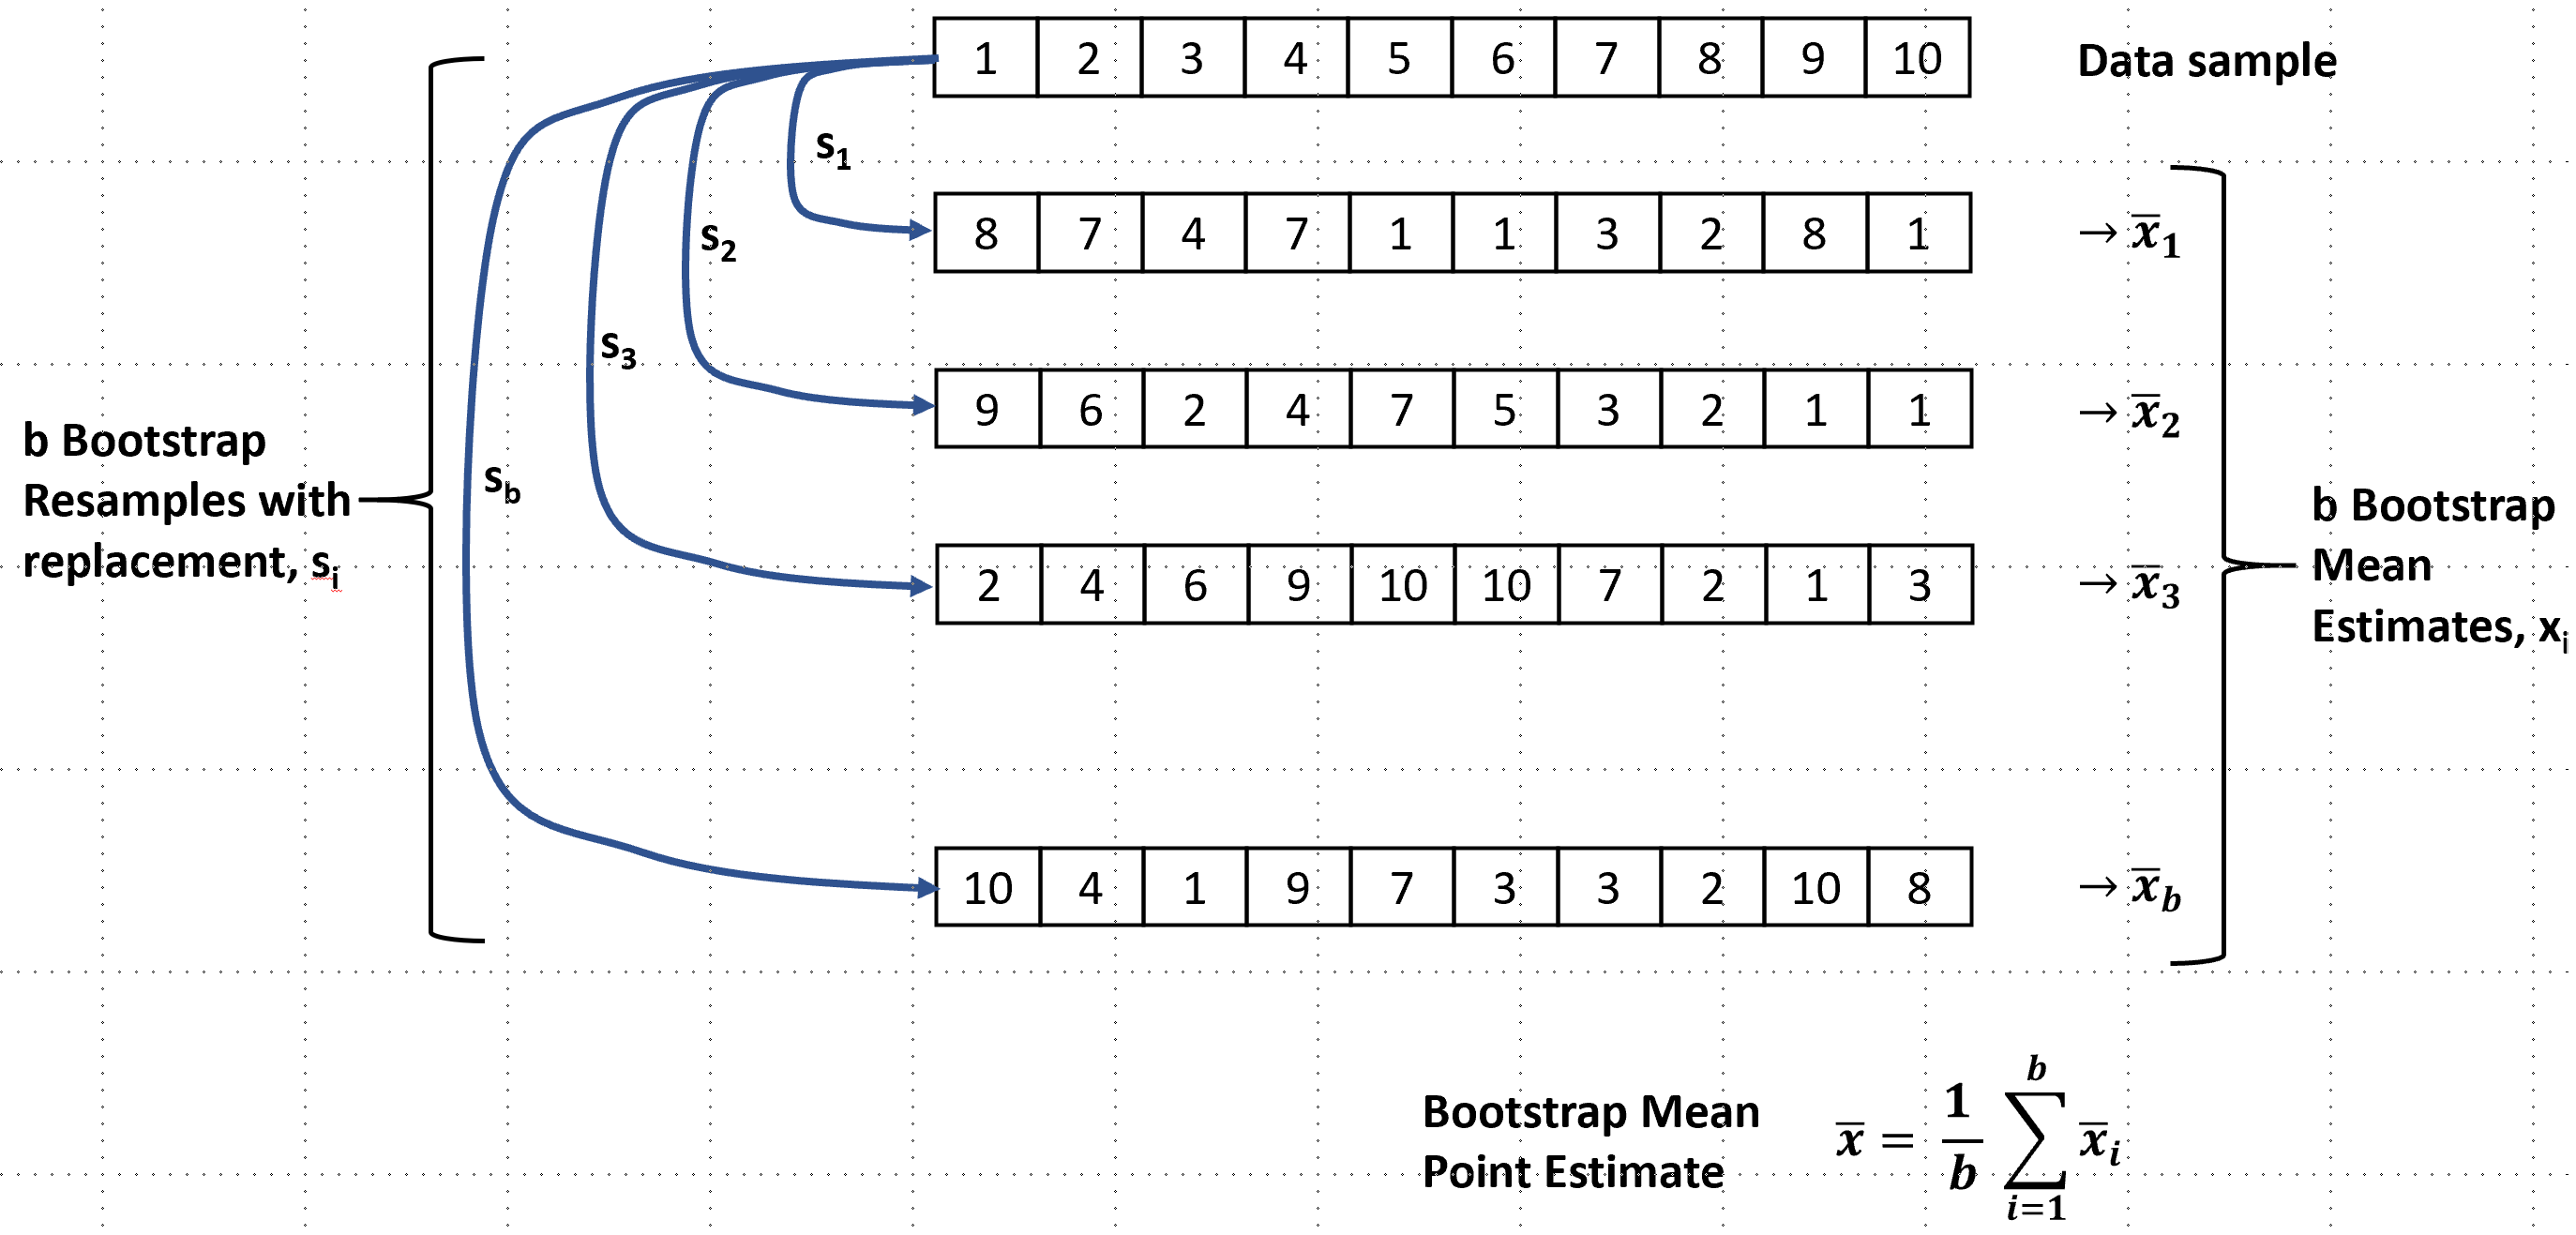 1 2 3 4 5 6 7 8 9 10 Data sample
s₁
8 7 4 7 1 1 3 2 8 1 → x̅₁
s₂
9 6 2 4 7 5 3 2 1 1 → x̅₂
s₃
2 4 6 9 10 10 7 2 1 3 → x̅₃
s_b
10 4 1 9 7 3 3 2 10 8 → x̅_b
b Bootstrap
Resamples with
replacement, sᵢ
b Bootstrap
Mean
Estimates, xᵢ
Bootstrap Mean
Point Estimate
x̅ = 1/b ∑_{i=1}^{b} x̅ᵢ